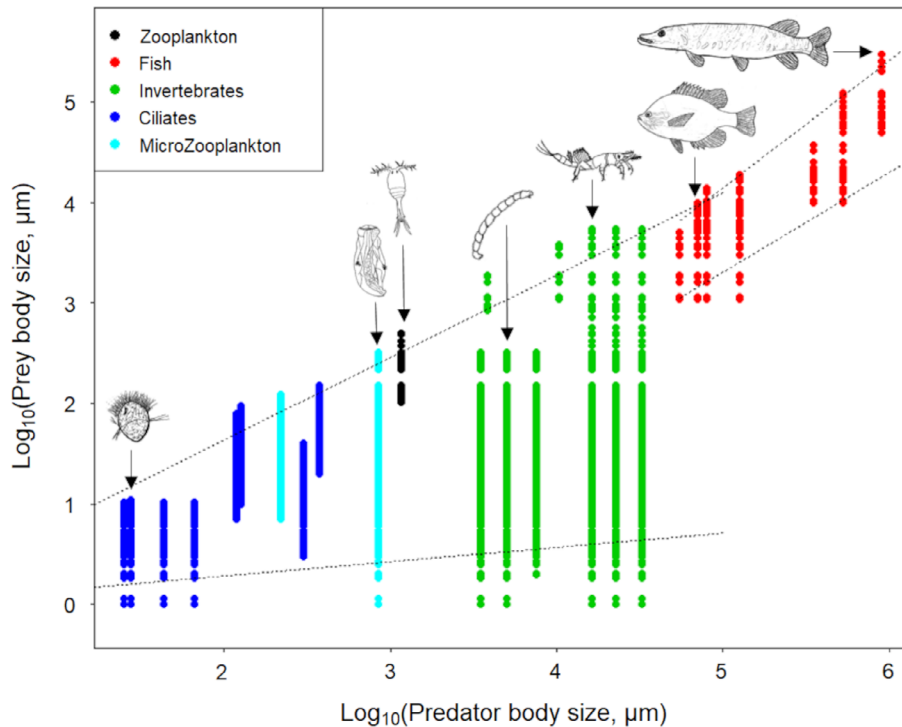 Zooplankton
Fish
Invertebrates
Ciliates
MicroZooplankton
Log10(Prey body size, µm)
5
4
3
2
1
0
2 3 4 5 6
Log10(Predator body size, µm)